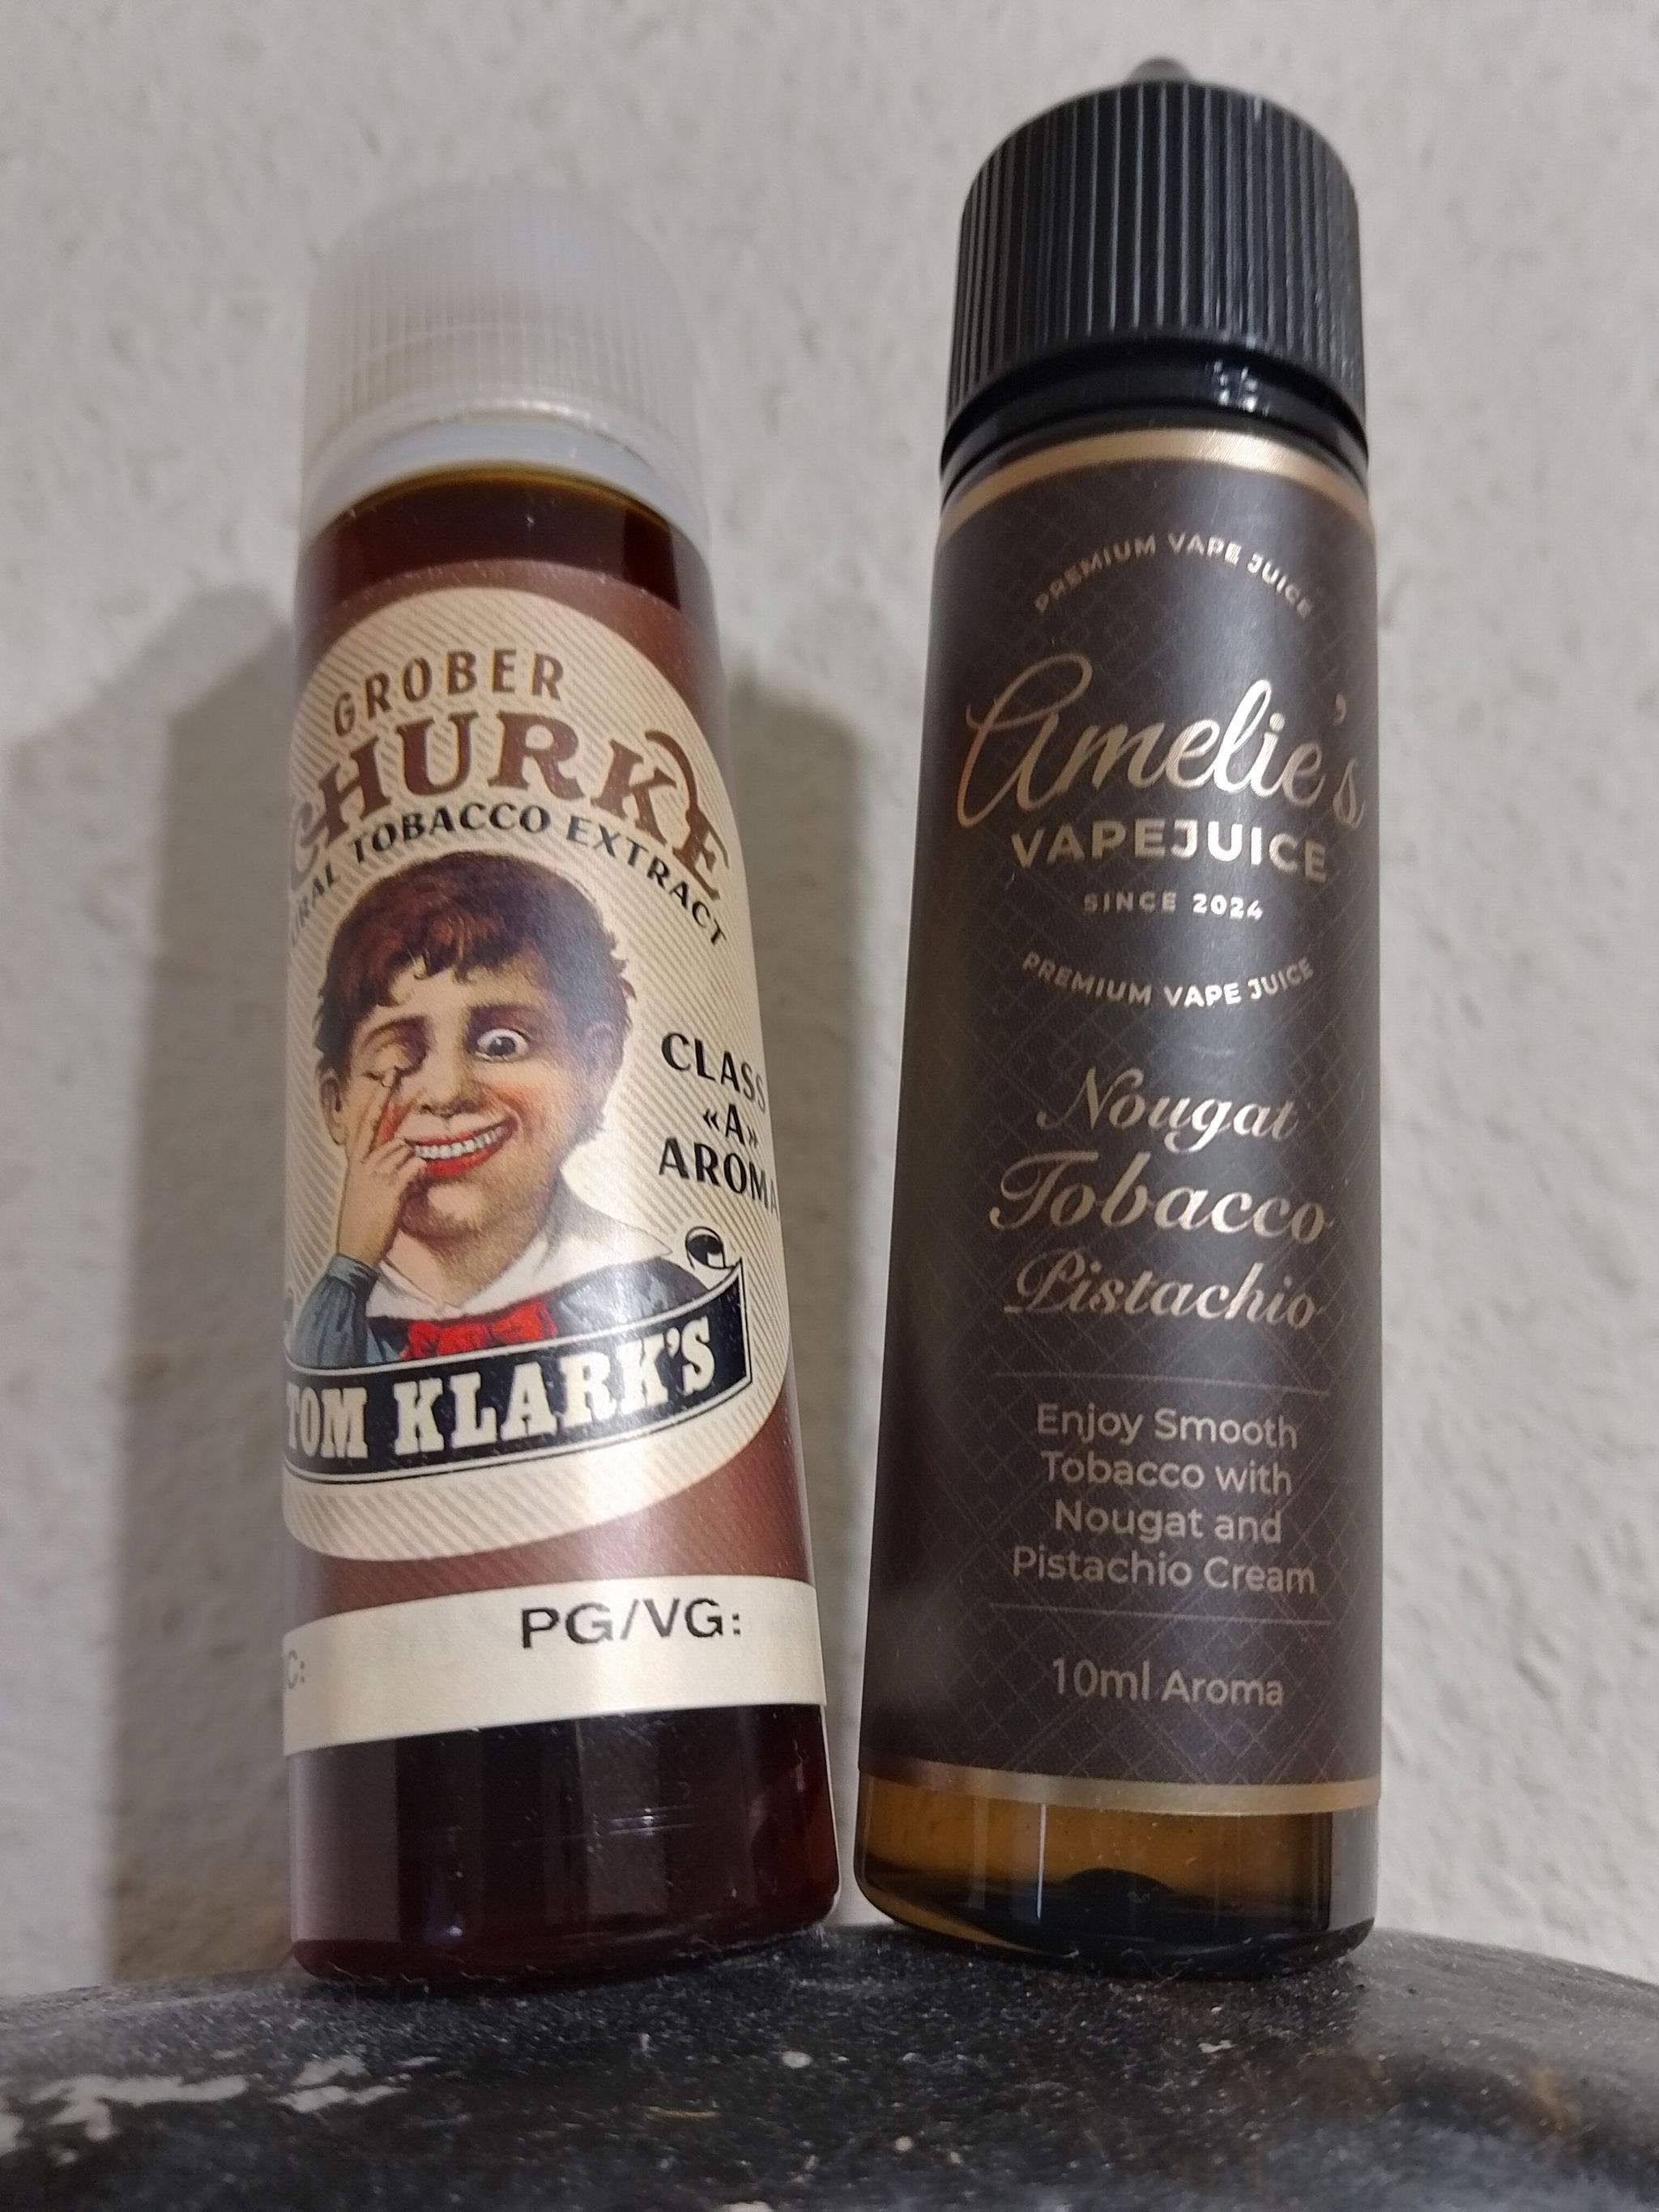 GROBER
TOBACCO EXTRACT
CLASS
«A»
AROMA
TOM KLARK'S
PG/VG:
PREMIUM VAPE JUICE
Amelie's
VAPEJUICE
SINCE 2024
PREMIUM VAPE JUICE
Nougat
Tobacco
Pistachio
Enjoy Smooth
Tobacco with
Nougat and
Pistachio Cream
10ml Aroma